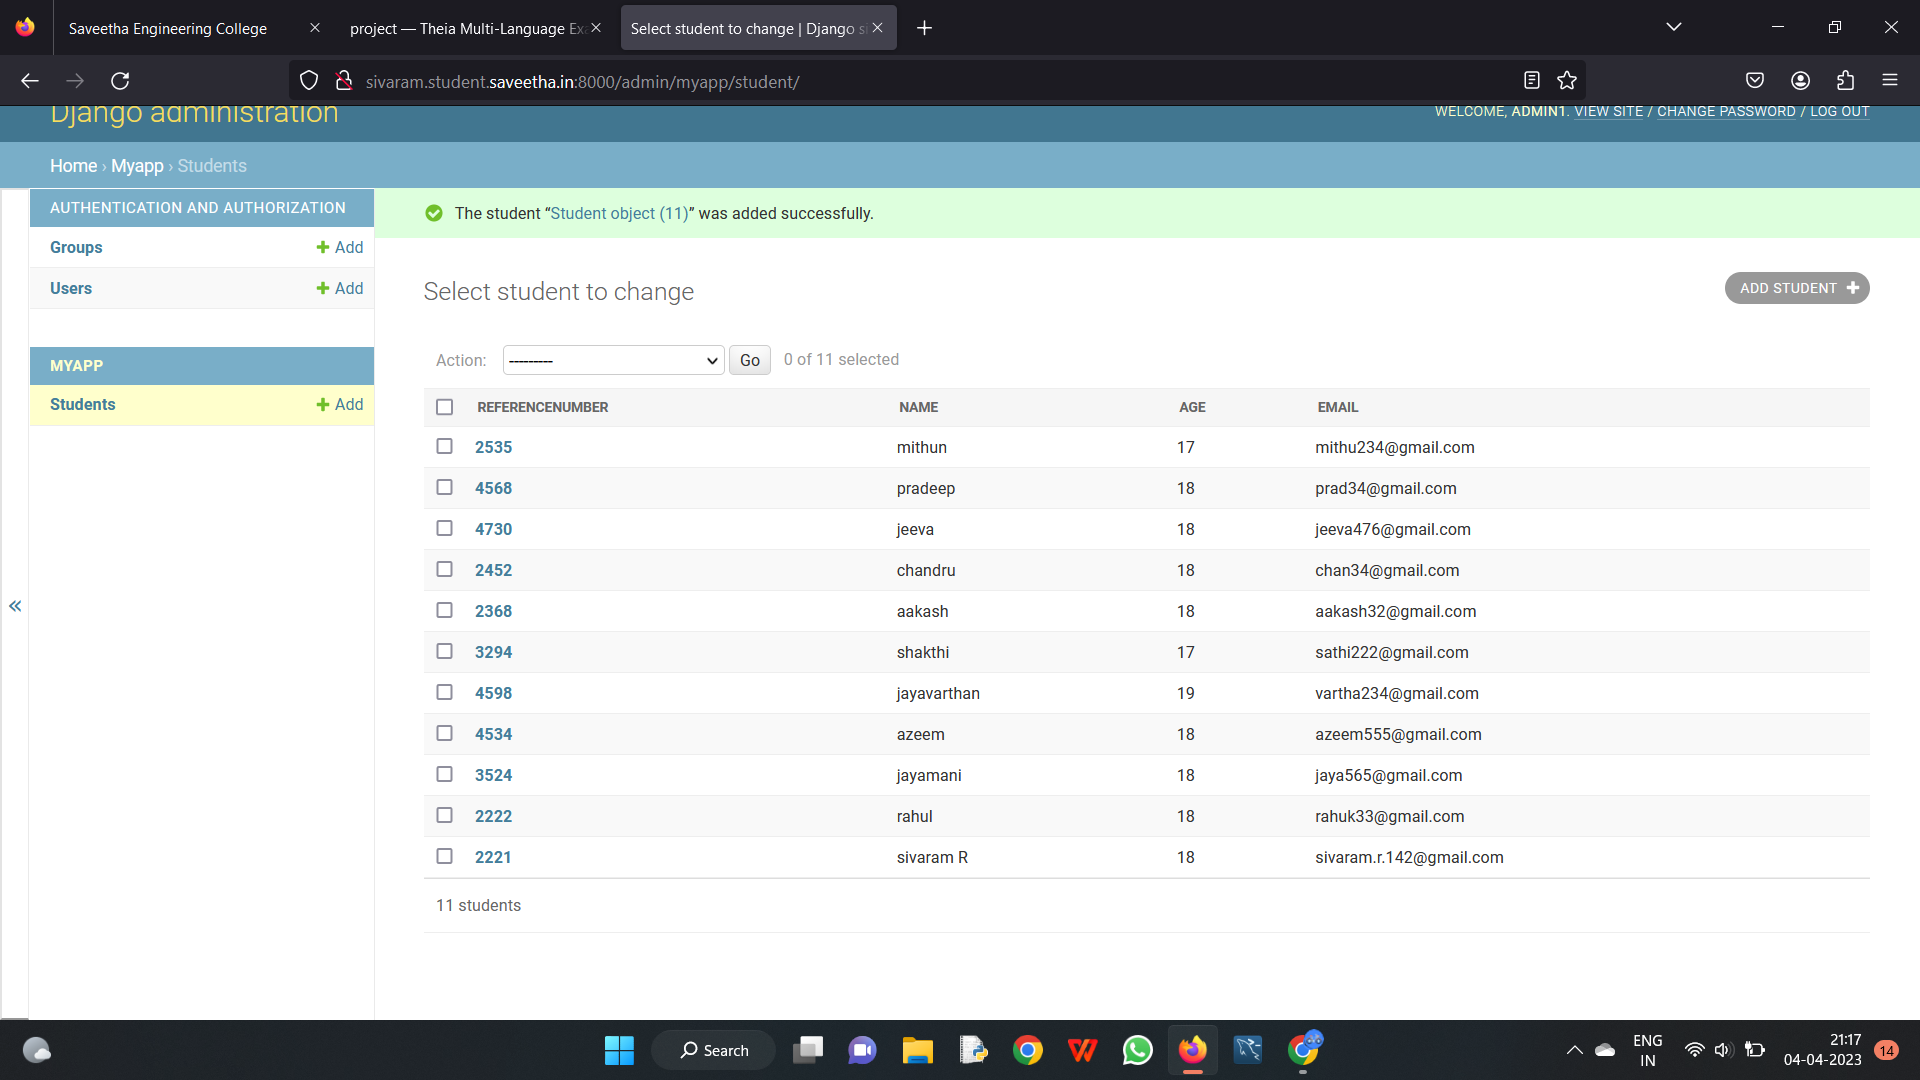 Saveetha Engineering College
project — Theia Multi-Language Ex
Select student to change | Django s
sivaram.student.saveetha.in:8000/admin/myapp/student/
Django administration
WELCOME, ADMIN1. VIEW SITE / CHANGE PASSWORD / LOG OUT
Home › Myapp › Students
AUTHENTICATION AND AUTHORIZATION
Groups + Add
Users + Add
MYAPP
Students + Add
«
The student “Student object (11)” was added successfully.
Select student to change
ADD STUDENT +
Action: --------- Go 0 of 11 selected
REFERENCENUMBER NAME AGE EMAIL
2535 mithun 17 mithu234@gmail.com
4568 pradeep 18 prad34@gmail.com
4730 jeeva 18 jeeva476@gmail.com
2452 chandru 18 chan34@gmail.com
2368 aakash 18 aakash32@gmail.com
3294 shakthi 17 sathi222@gmail.com
4598 jayavarthan 19 vartha234@gmail.com
4534 azeem 18 azeem555@gmail.com
3524 jayamani 18 jaya565@gmail.com
2222 rahul 18 rahuk33@gmail.com
2221 sivaram R 18 sivaram.r.142@gmail.com
11 students
Search
ENG
IN
21:17
04-04-2023
14